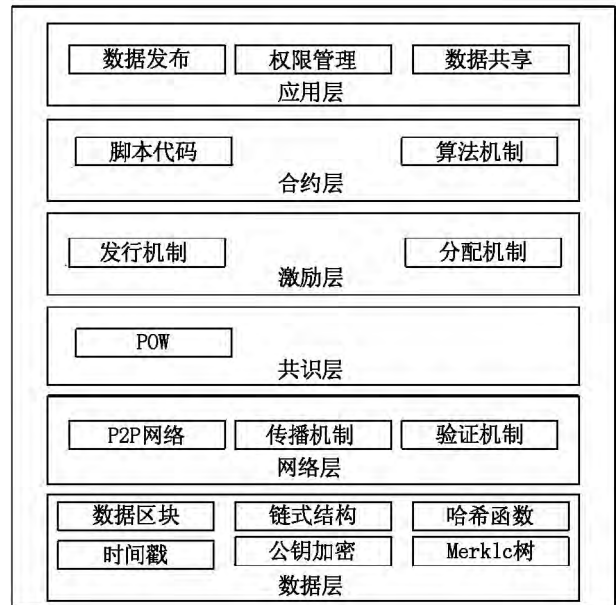 数据发布 权限管理 数据共享
应用层
脚本代码 算法机制
合约层
发行机制 分配机制
激励层
POW
共识层
P2P网络 传播机制 验证机制
网络层
数据区块 链式结构 哈希函数
时间戳 公钥加密 Merklc树
数据层